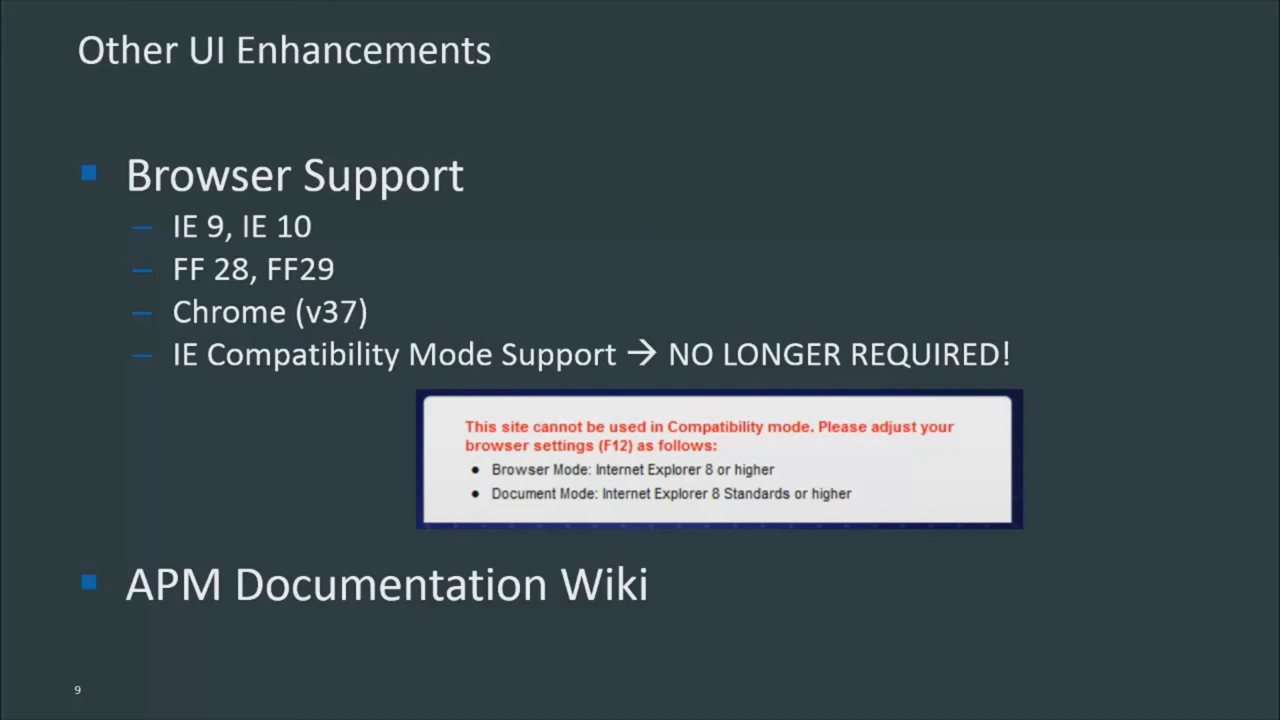 Other UI Enhancements
Browser Support
– IE 9, IE 10
– FF 28, FF29
– Chrome (v37)
– IE Compatibility Mode Support → NO LONGER REQUIRED!
This site cannot be used in Compatibility mode. Please adjust your
browser settings (F12) as follows:
● Browser Mode: Internet Explorer 8 or higher
● Document Mode: Internet Explorer 8 Standards or higher
APM Documentation Wiki
9